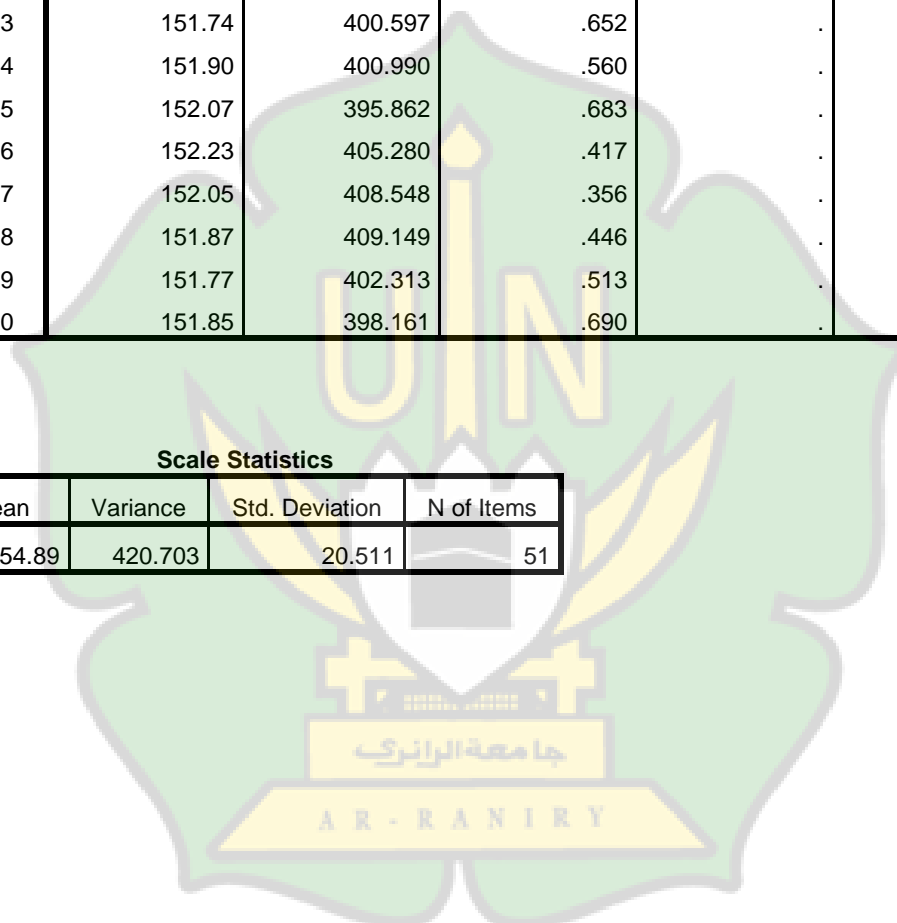 3 151.74 400.597 .652 .
4 151.90 400.990 .560 .
5 152.07 395.862 .683 .
6 152.23 405.280 .417 .
7 152.05 408.548 .356 .
8 151.87 409.149 .446 .
9 151.77 402.313 .513 .
0 151.85 398.161 .690 .
UIN
Scale Statistics
ean Variance Std. Deviation N of Items
54.89 420.703 20.511 51
جامعة الرانري
AR-RANIRY